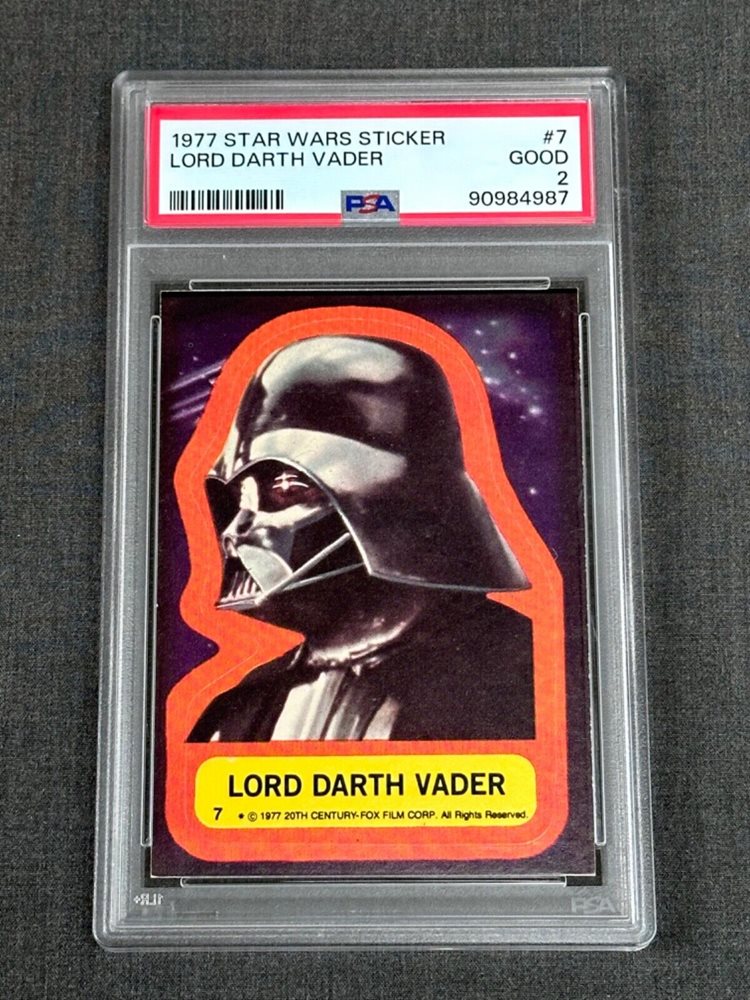 1977 STAR WARS STICKER #7
LORD DARTH VADER GOOD
2
PSA 90984987
LORD DARTH VADER
7 • © 1977 20TH CENTURY-FOX FILM CORP. All Rights Reserved.
PSA